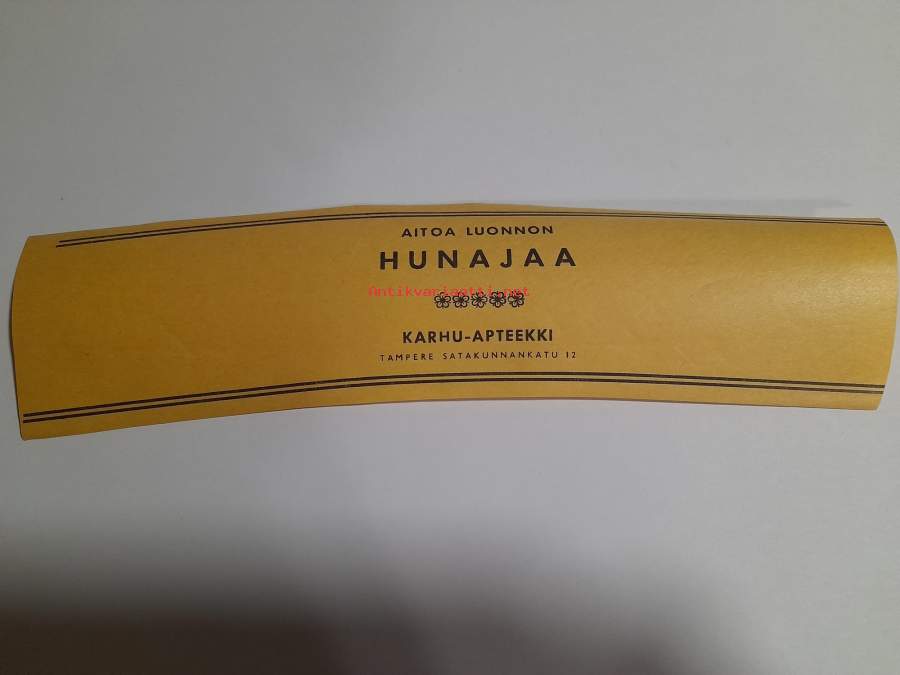 AITOA LUONNON
HUNAJAA
Antikvariaatti.net
KARHU-APTEEKKI
TAMPERE SATAKUNNANKATU 12